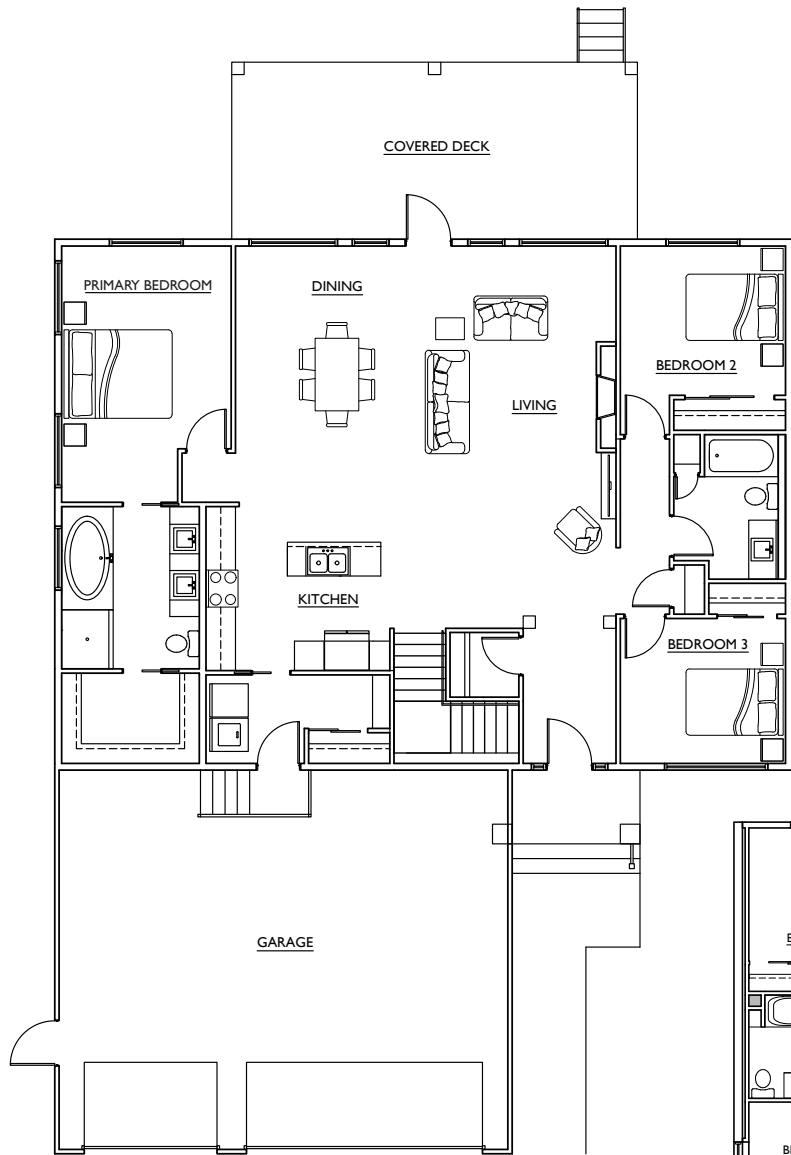 COVERED DECK
PRIMARY BEDROOM
DINING
BEDROOM 2
LIVING
KITCHEN
BEDROOM 3
GARAGE